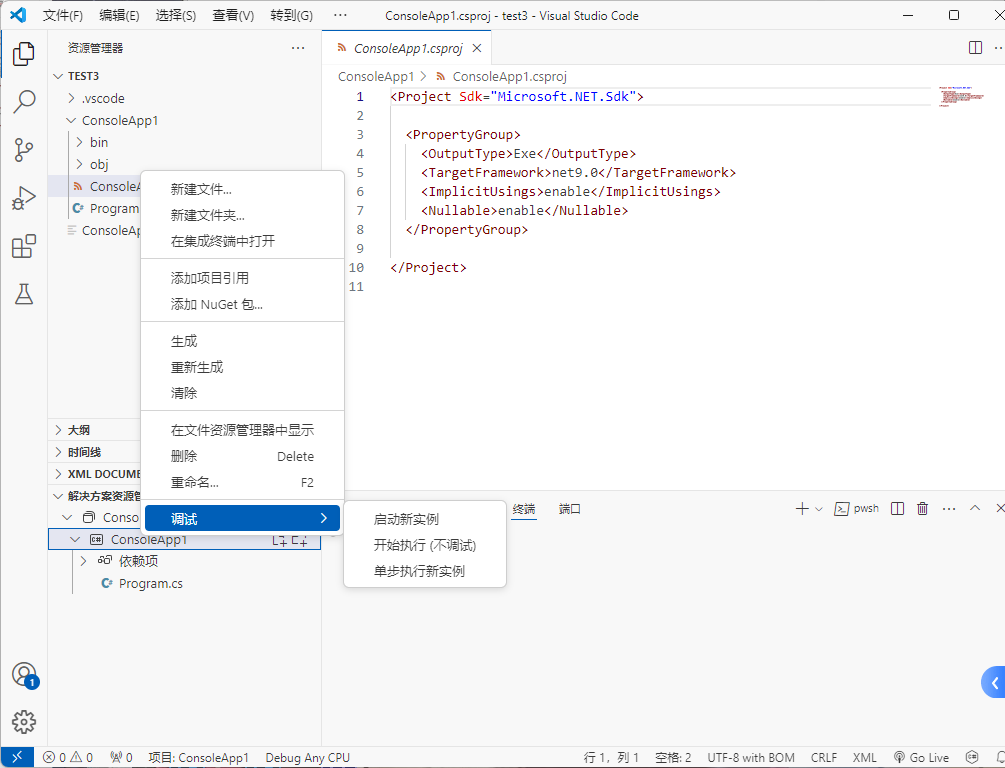 文件(F) 编辑(E) 选择(S) 查看(V) 转到(G) ··· ConsoleApp1.csproj - test3 - Visual Studio Code
资源管理器 ···
TEST3
.vscode
ConsoleApp1
bin
obj
ConsoleA
Program
ConsoleAp
大纲
时间线
XML DOCUME
解决方案资源管
Conso
ConsoleApp1
依赖项
Program.cs
新建文件...
新建文件夹...
在集成终端中打开
添加项目引用
添加 NuGet 包...
生成
重新生成
清除
在文件资源管理器中显示
删除 Delete
重命名... F2
调试
启动新实例
开始执行 (不调试)
单步执行新实例
ConsoleApp1.csproj
ConsoleApp1 > ConsoleApp1.csproj
1 <Project Sdk="Microsoft.NET.Sdk">
2
3 <PropertyGroup>
4 <OutputType>Exe</OutputType>
5 <TargetFramework>net9.0</TargetFramework>
6 <ImplicitUsings>enable</ImplicitUsings>
7 <Nullable>enable</Nullable>
8 </PropertyGroup>
9
10 </Project>
11
终端 端口 pwsh ···
1
0 0 0 项目: ConsoleApp1 Debug Any CPU 行 1，列 1 空格: 2 UTF-8 with BOM CRLF XML Go Live